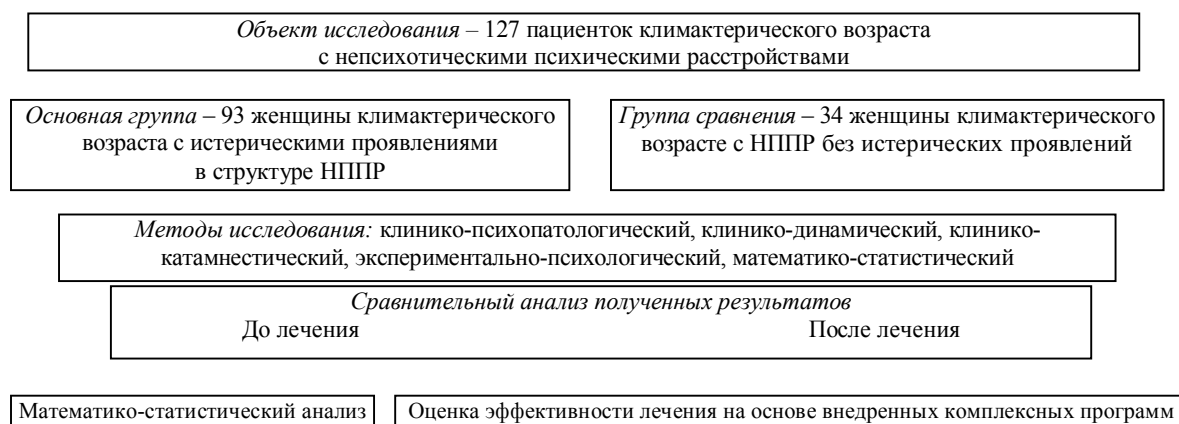 Объект исследования – 127 пациенток климактерического возраста
с непсихотическими психическими расстройствами
Основная группа – 93 женщины климактерического
возраста с истерическими проявлениями
в структуре НППР
Группа сравнения – 34 женщины климактерического
возрасте с НППР без истерических проявлений
Методы исследования: клинико-психопатологический, клинико-динамический, клинико-
катамнестический, экспериментально-психологический, математико-статистический
Сравнительный анализ полученных результатов
До лечения После лечения
Математико-статистический анализ
Оценка эффективности лечения на основе внедренных комплексных программ